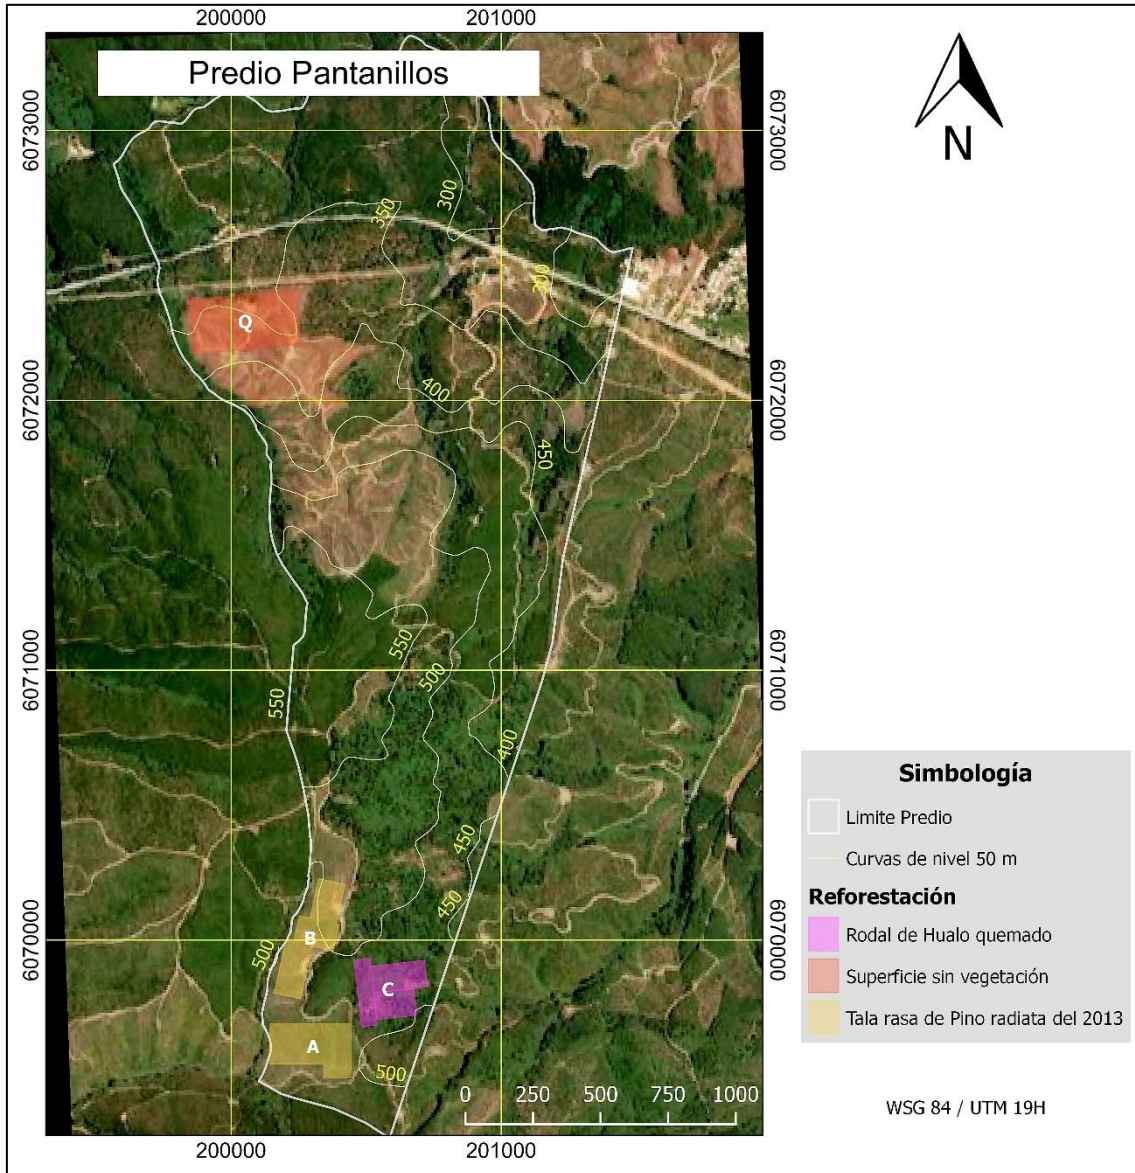 200000 201000
Predio Pantanillos
N
6073000 6073000
300
350
300
Q
6072000 6072000
400
450
550
500
6071000 6071000
550
400
450
450
B
500
6070000 6070000
C
A
500
0 250 500 750 1000
200000 201000
Simbología
Limite Predio
Curvas de nivel 50 m
Reforestación
Rodal de Hualo quemado
Superficie sin vegetación
Tala rasa de Pino radiata del 2013
WSG 84 / UTM 19H